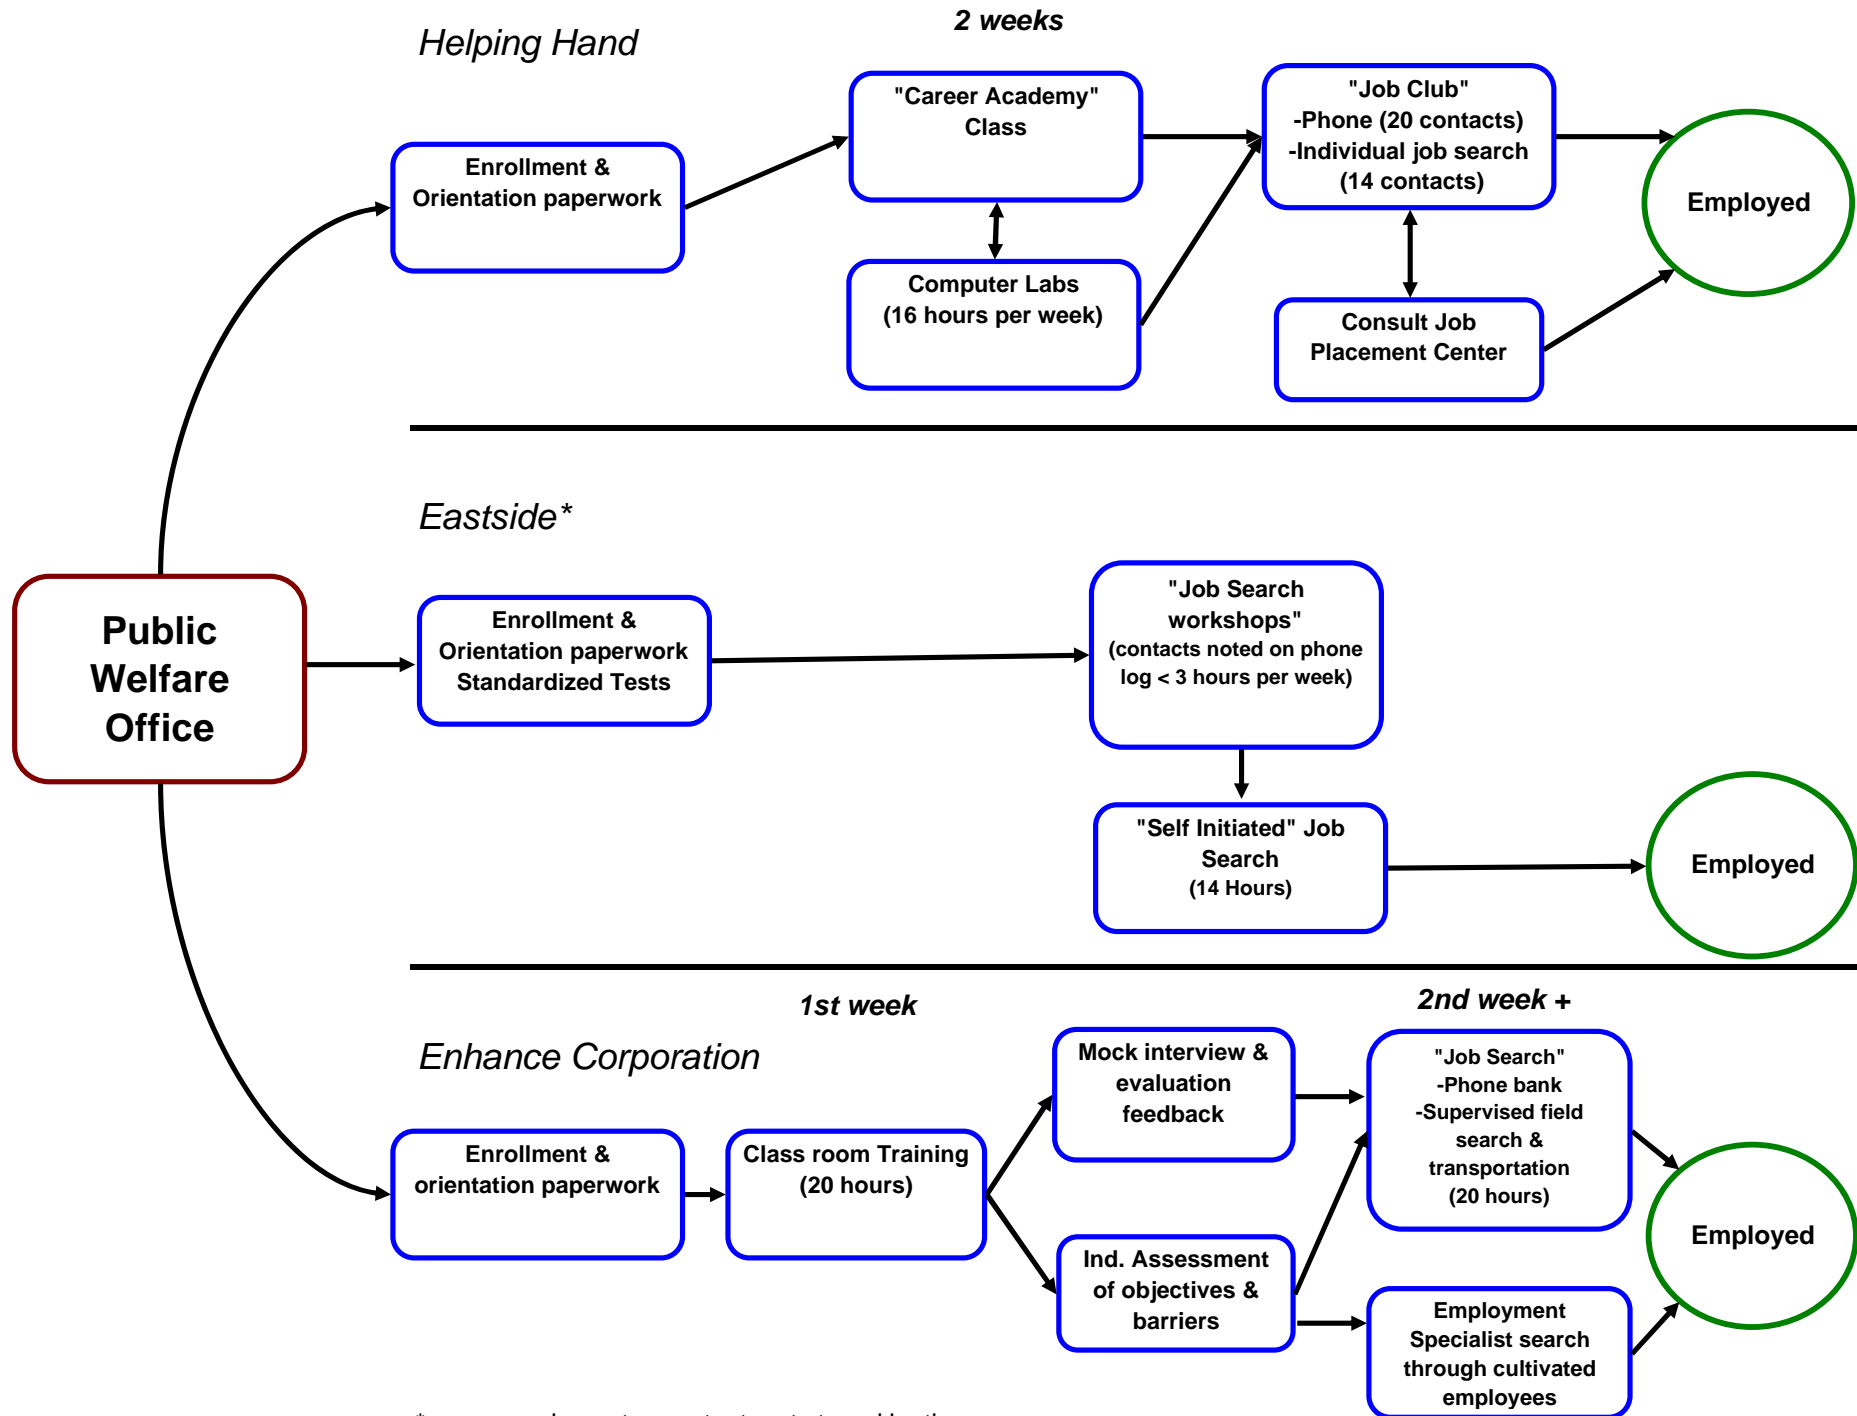 2 weeks
Helping Hand
"Career Academy"
Class
"Job Club"
-Phone (20 contacts)
-Individual job search
(14 contacts)
Enrollment &
Orientation paperwork
Employed
Computer Labs
(16 hours per week)
Consult Job
Placement Center
Eastside*
Public
Welfare
Office
Enrollment &
Orientation paperwork
Standardized Tests
"Job Search
workshops"
(contacts noted on phone
log < 3 hours per week)
"Self Initiated" Job
Search
(14 Hours)
Employed
1st week
2nd week +
Enhance Corporation
Enrollment &
orientation paperwork
Class room Training
(20 hours)
Mock interview &
evaluation
feedback
Ind. Assessment
of objectives &
barriers
"Job Search"
-Phone bank
-Supervised field
search &
transportation
(20 hours)
Employment
Specialist search
through cultivated
employees
Employed